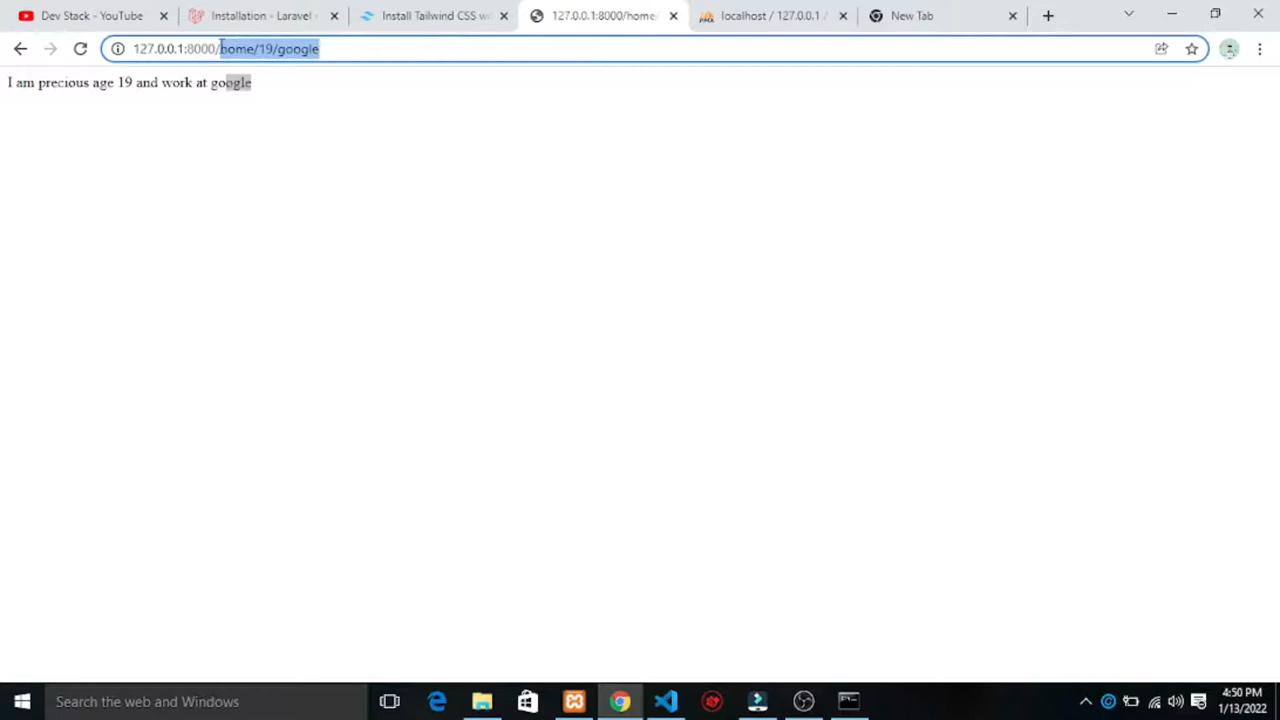 Dev Stack - YouTube
Installation - Laravel
Install Tailwind CSS wi
127.0.0.1:8000/home/
localhost / 127.0.0.1 /
New Tab
127.0.0.1:8000/home/19/google
I am precious age 19 and work at google
Search the web and Windows
4:50 PM
1/13/2022